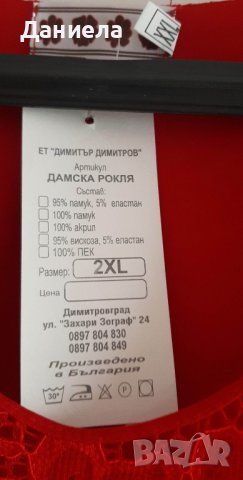 Даниела
XXL
ЕТ "ДИМИТЪР ДИМИТРОВ"
Артикул
ДАМСКА РОКЛЯ
Състав:
95% памук, 5% еластан
100% памук
100% акрил
95% вискоза, 5% еластан
100% ПЕК
Размер: 2XL
Цена
Димитровград
ул. "Захари Зограф" 24
0897 804 830
0897 804 849
Произведено
в България
30°
P
BAZAR